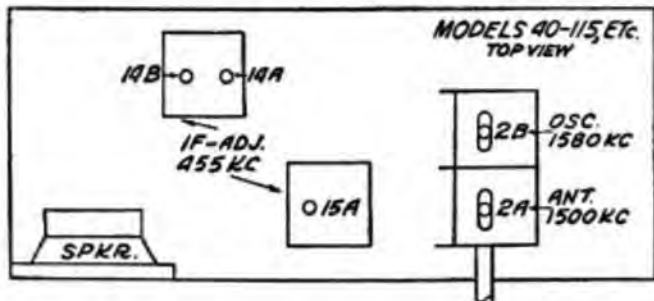 MODELS 40-115, ETC.
TOP VIEW
14B
14A
IF-ADJ.
455 KC
15A
2B
OSC.
1580 KC
2A
ANT.
1500 KC
SPKR.